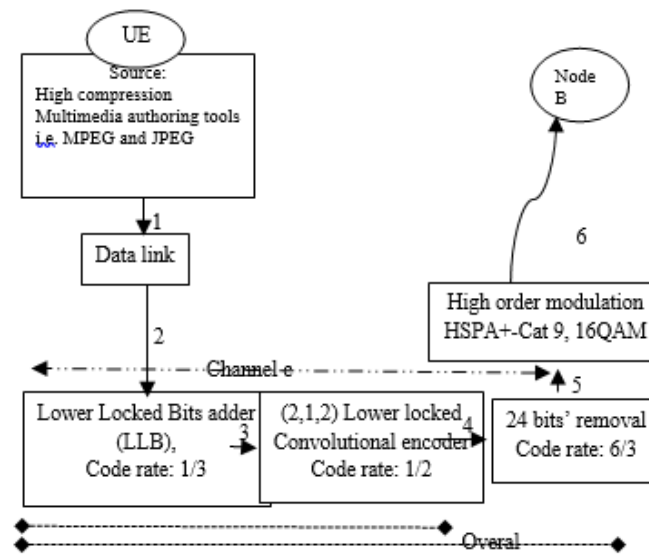 UE
Source:
High compression
Multimedia authoring tools
i.e. MPEG and JPEG
Node
B
1
Data link
2
6
High order modulation
HSPA+-Cat 9, 16QAM
Channel e
5
Lower Locked Bits adder
(LLB),
Code rate: 1/3
3
(2,1,2) Lower locked
Convolutional encoder
Code rate: 1/2
4
24 bits’ removal
Code rate: 6/3
Overal